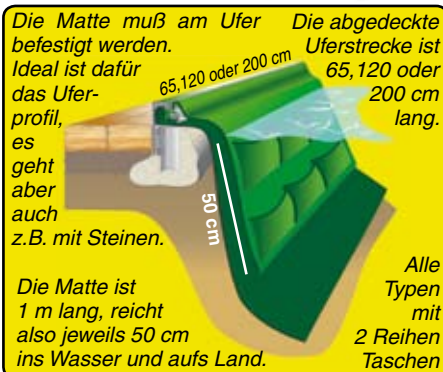 Die Matte muß am Ufer
befestigt werden.
Ideal ist dafür
das Ufer-
profil,
es
geht
aber
auch
z.B. mit Steinen.
Die abgedeckte
Uferstrecke ist
65,120 oder
200 cm
lang.
65,120 oder 200 cm
50 cm
Die Matte ist
1 m lang, reicht
also jeweils 50 cm
ins Wasser und aufs Land.
Alle
Typen
mit
2 Reihen
Taschen